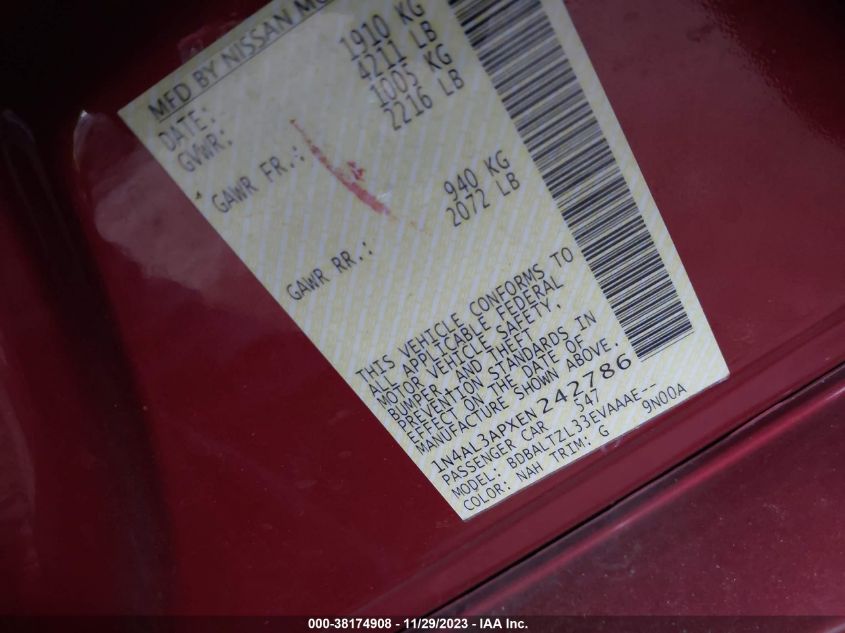 MFD BY NISSAN
DATE:
GVWR: 1910 KG
4211 LB
GAWR FR.: 1005 KG
2216 LB
GAWR RR.: 940 KG
2072 LB
THIS VEHICLE CONFORMS TO
ALL APPLICABLE FEDERAL
MOTOR VEHICLE SAFETY,
BUMPER, AND THEFT
PREVENTION STANDARDS IN
EFFECT ON THE DATE OF
MANUFACTURE SHOWN ABOVE.
1N4AL3APXEN242786
PASSENGER CAR 547
MODEL: BDBALTZL33EVAAAE--
COLOR: NAH TRIM: G 9N00A
000-38174908 - 11/29/2023 - IAA Inc.